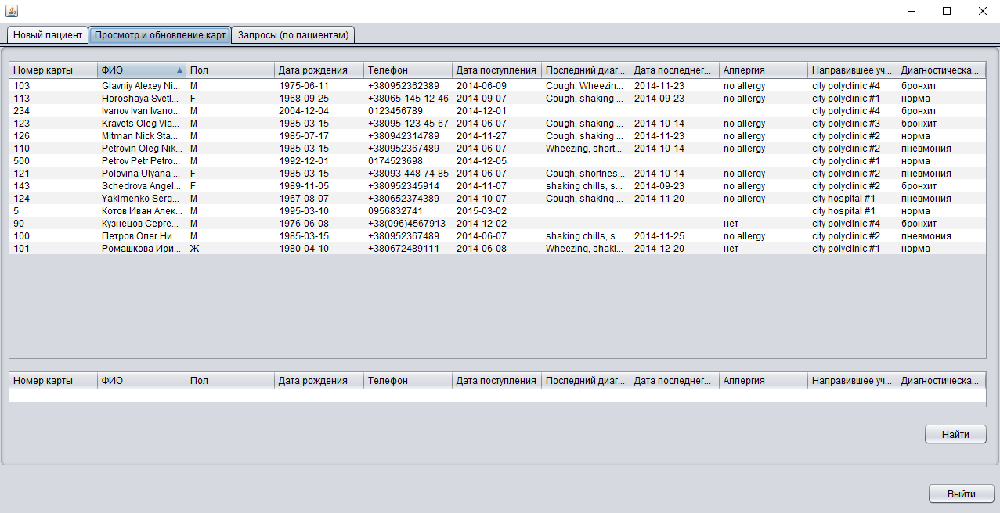 Новый пациент Просмотр и обновление карт Запросы (по пациентам)
Номер карты ФИО Пол Дата рождения Телефон Дата поступления Последний диаг... Дата последнег... Аллергия Направившее уч... Диагностическа...
103 Glavniy Alexey Ni... M 1975-06-11 +380952362389 2014-06-09 Cough, Wheezin... 2014-11-23 no allergy city polyclinic #4 бронхит
113 Horoshaya Svetl... F 1968-09-25 +38065-145-12-46 2014-09-07 Cough, shaking ... 2014-09-23 no allergy city polyclinic #1 норма
234 Ivanov Ivan Ivano... M 2004-12-04 0123456789 2014-12-01 city polyclinic #4 бронхит
123 Kravets Oleg Vla... M 1985-03-15 +38095-123-45-67 2014-06-07 Cough, shaking ... 2014-10-14 no allergy city polyclinic #3 бронхит
126 Mitman Nick Sta... M 1985-07-17 +380942314789 2014-11-27 Cough, shaking ... 2014-11-23 no allergy city polyclinic #2 норма
110 Petrovin Oleg Nik... M 1985-03-15 +380952367489 2014-06-07 Wheezing, short... 2014-10-14 no allergy city polyclinic #2 пневмония
500 Petrov Petr Petro... M 1992-12-01 0174523698 2014-12-05 city polyclinic #1 норма
121 Polovina Ulyana ... F 1985-03-15 +38093-448-74-85 2014-06-07 Cough, shortnes... 2014-10-14 no allergy city polyclinic #2 пневмония
143 Schedrova Angel... F 1989-11-05 +380952345914 2014-11-07 shaking chills, s... 2014-09-23 no allergy city polyclinic #2 бронхит
124 Yakimenko Serg... M 1967-08-07 +380652374389 2014-10-07 Cough, shaking ... 2014-11-20 no allergy city hospital #1 пневмония
5 Котов Иван Алек... М 1995-03-10 0956832741 2015-03-02 city hospital #1 норма
90 Кузнецов Серге... М 1976-06-08 +38(096)4567913 2014-12-02 нет city polyclinic #4 бронхит
100 Петров Олег Ни... М 1985-03-15 +380952367489 2014-06-07 shaking chills, s... 2014-11-25 no allergy city polyclinic #2 пневмония
101 Ромашкова Ири... Ж 1980-04-10 +380672489111 2014-06-08 Wheezing, shaki... 2014-12-20 нет city polyclinic #1 норма
Номер карты ФИО Пол Дата рождения Телефон Дата поступления Последний диаг... Дата последнег... Аллергия Направившее уч... Диагностическа...
Найти
Выйти